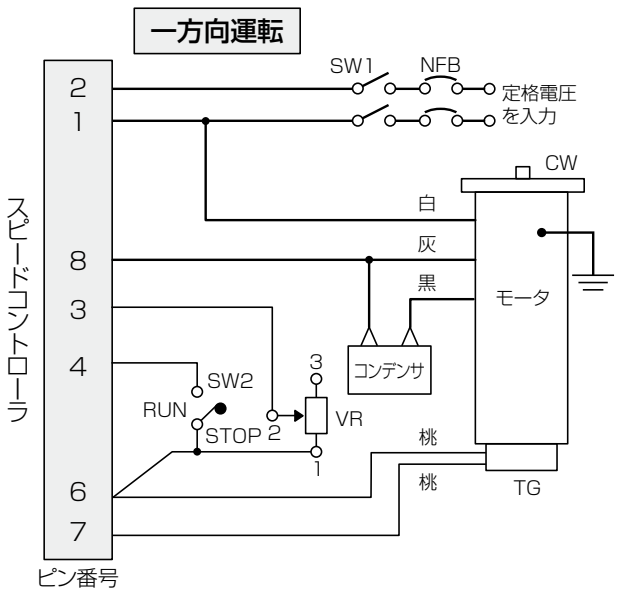 一方向運転
SW1
NFB
2
定格電圧
を入力
1
CW
白
灰
8
黒
モータ
スピードコントローラ
3
コンデンサ
4
3
SW2
RUN
VR
STOP
2
桃
1
桃
6
TG
7
ピン番号